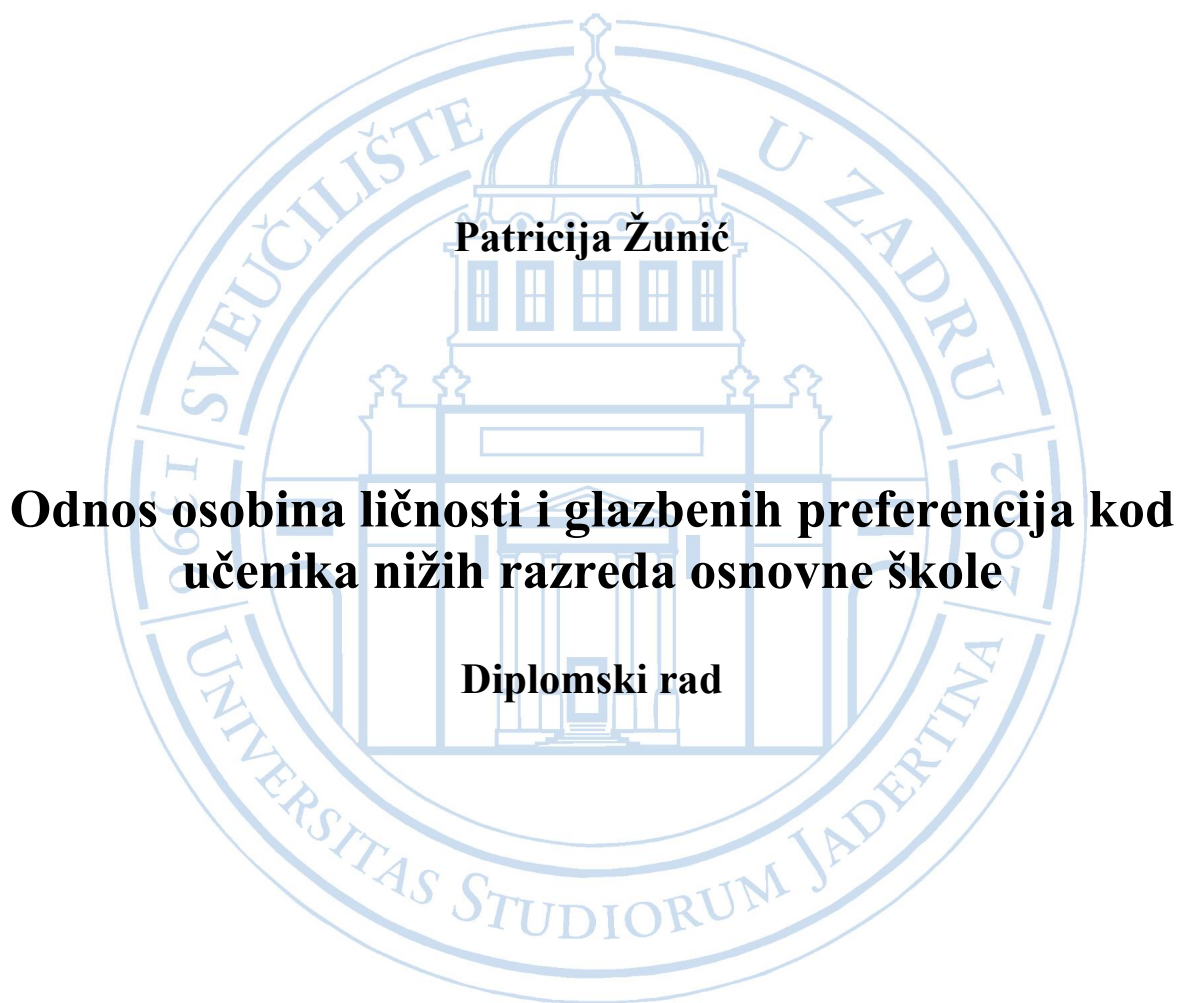 Patricija Žunić
Odnos osobina ličnosti i glazbenih preferencija kod
učenika nižih razreda osnovne škole
Diplomski rad
SVEUČILIŠTE U ZADRU
1396
2002
UNIVERSITAS STUDIORUM JADERTINA